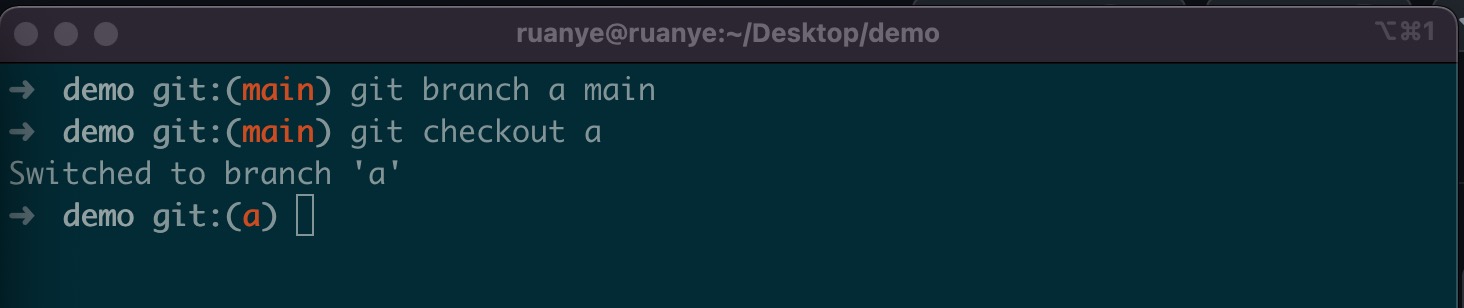 ruanye@ruanye:~/Desktop/demo ⌥⌘1
➜ demo git:(main) git branch a main
➜ demo git:(main) git checkout a
Switched to branch 'a'
➜ demo git:(a)